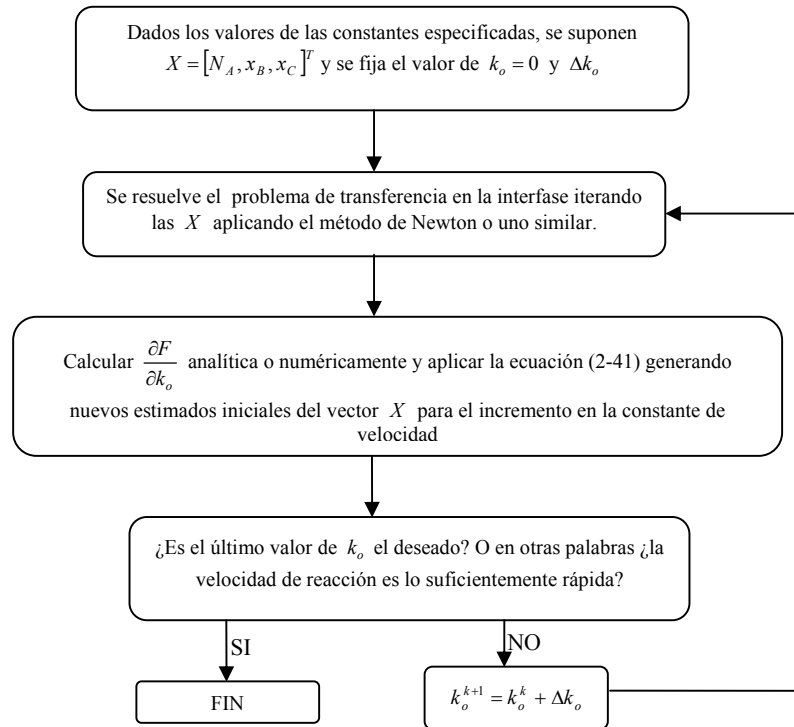 Dados los valores de las constantes especificadas, se suponen
X = [N_A, x_B, x_C]^T y se fija el valor de k_o = 0 y Δk_o
Se resuelve el problema de transferencia en la interfase iterando
las X aplicando el método de Newton o uno similar.
Calcular ∂F/∂k_o analítica o numéricamente y aplicar la ecuación (2-41) generando
nuevos estimados iniciales del vector X para el incremento en la constante de
velocidad
¿Es el último valor de k_o el deseado? O en otras palabras ¿la
velocidad de reacción es lo suficientemente rápida?
SI
NO
FIN
k_o^{k+1} = k_o^k + Δk_o